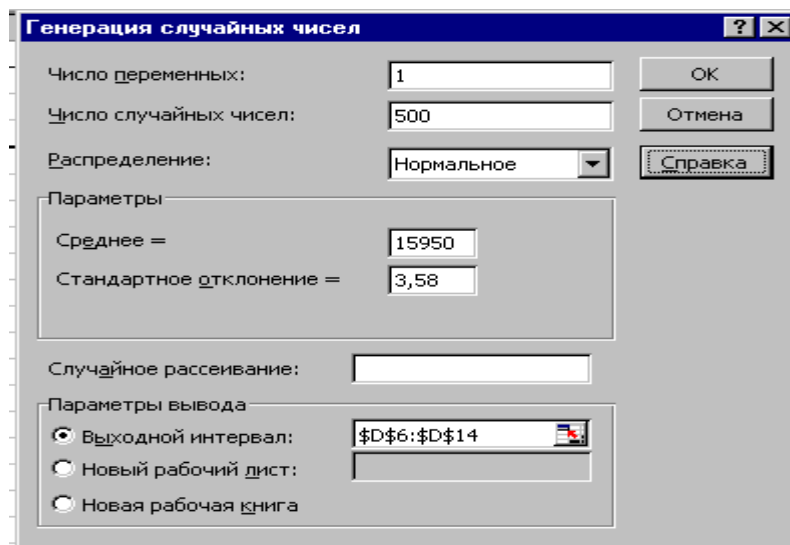 Генерация случайных чисел
Число переменных: 1 ОК
Число случайных чисел: 500 Отмена
Распределение: Нормальное Справка
Параметры
Среднее = 15950
Стандартное отклонение = 3,58
Случайное рассеивание:
Параметры вывода
Выходной интервал: $D$6:$D$14
Новый рабочий лист:
Новая рабочая книга